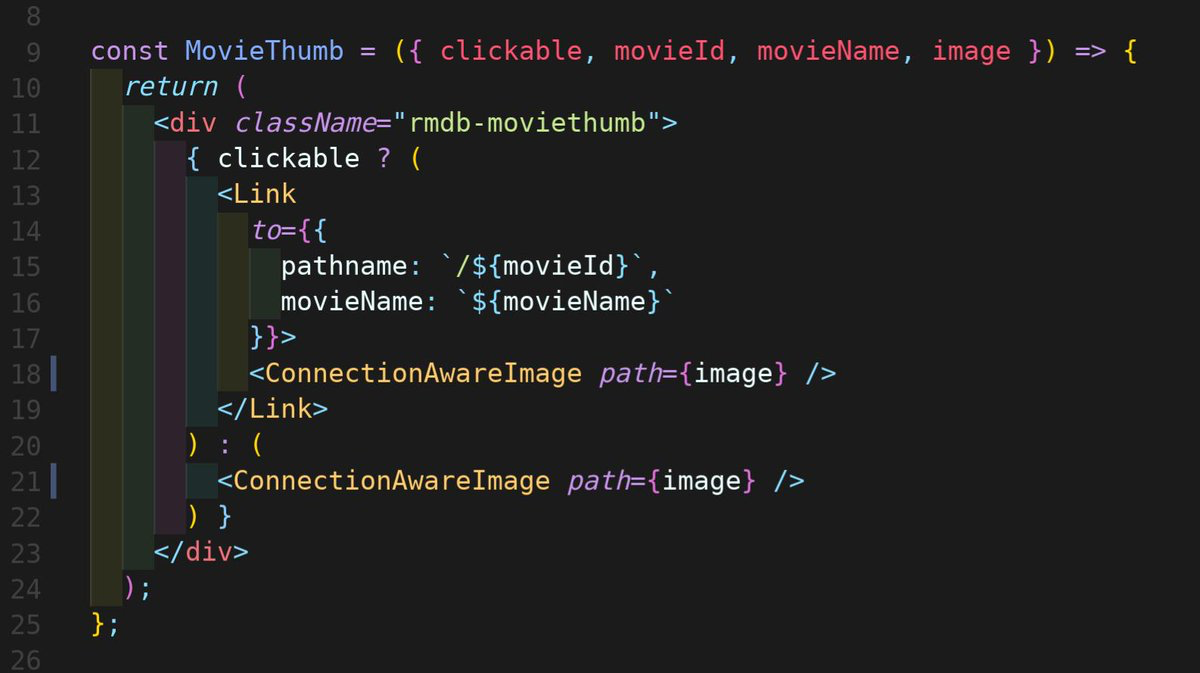 8
9 const MovieThumb = ({ clickable, movieId, movieName, image }) => {
10   return (
11     <div className="rmdb-moviethumb">
12       { clickable ? (
13         <Link
14           to={{
15             pathname: `/${movieId}`,
16             movieName: `${movieName}`
17           }}>
18           <ConnectionAwareImage path={image} />
19         </Link>
20       ) : (
21         <ConnectionAwareImage path={image} />
22       ) }
23     </div>
24   );
25 };
26